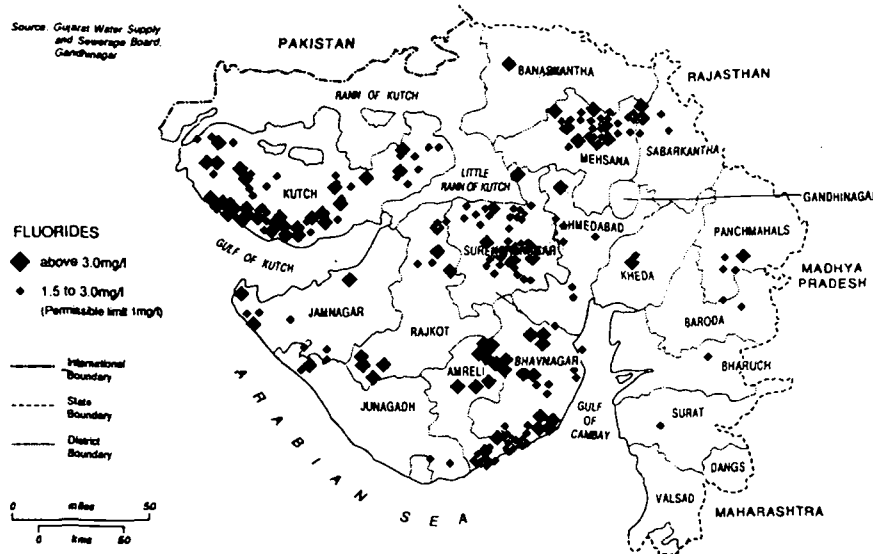 Source: Gujarat Water Supply
and Sewerage Board,
Gandhinagar
PAKISTAN
RAJASTHAN
BANASKANTHA
RANN OF KUTCH
MEHSANA
SABARKANTHA
LITTLE
RANN OF KUTCH
KUTCH
GANDHINAGAR
AHMEDABAD
PANCHMAHALS
GULF OF KUTCH
KHEDA
MADHYA
PRADESH
FLUORIDES
above 3.0mg/l
1.5 to 3.0mg/l
(Permissible limit 1mg/l)
JAMNAGAR
RAJKOT
BARODA
AMRELI
BHAVNAGAR
BHARUCH
JUNAGADH
GULF
OF
CAMBAY
SURAT
DANGS
VALSAD
MAHARASHTRA
ARABIAN SEA
International
Boundary
State
Boundary
District
Boundary
0 miles 50
0 kms 50